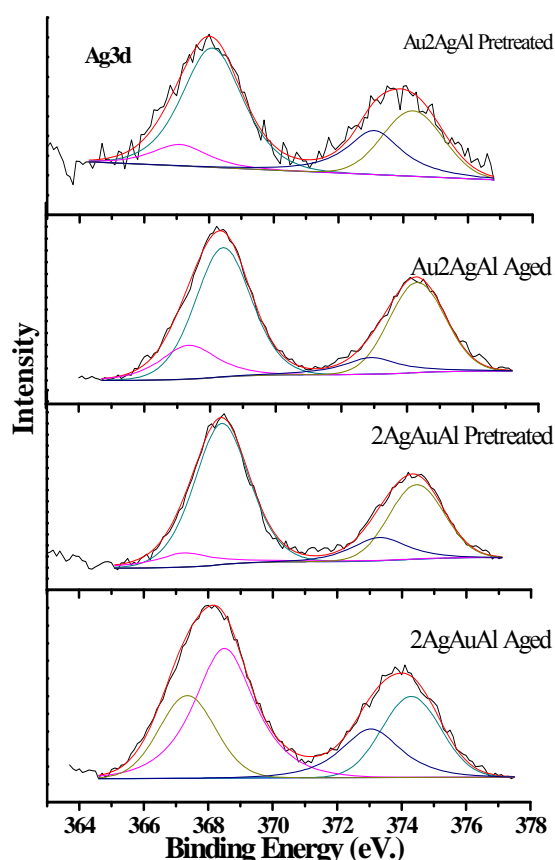 Ag3d
Au2AgAl Pretreated
Au2AgAl Aged
2AgAuAl Pretreated
2AgAuAl Aged
Intensity
364 366 368 370 372 374 376 378
Binding Energy (eV.)